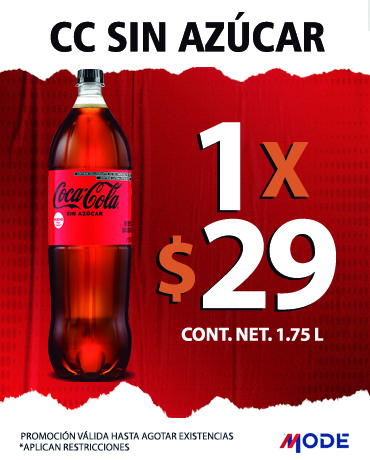 CC SIN AZÚCAR
Coca-Cola
SIN AZÚCAR
1 X
$29
CONT. NET. 1.75 L
PROMOCIÓN VÁLIDA HASTA AGOTAR EXISTENCIAS
*APLICAN RESTRICCIONES
MODE